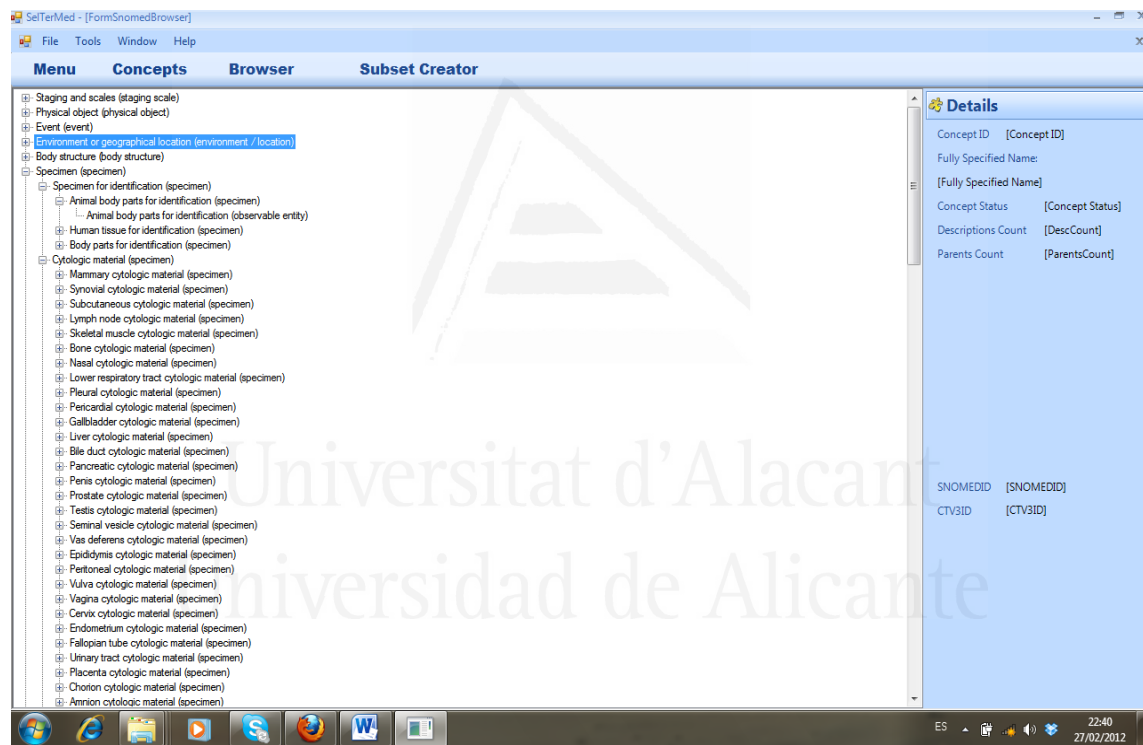 SelTerMed - [FormSnomedBrowser]
File Tools Window Help
Menu Concepts Browser Subset Creator
Staging and scales (staging scale)
Physical object (physical object)
Event (event)
Environment or geographical location (environment / location)
Body structure (body structure)
Specimen (specimen)
Specimen for identification (specimen)
Animal body parts for identification (specimen)
Animal body parts for identification (observable entity)
Human tissue for identification (specimen)
Body parts for identification (specimen)
Cytologic material (specimen)
Mammary cytologic material (specimen)
Synovial cytologic material (specimen)
Subcutaneous cytologic material (specimen)
Lymph node cytologic material (specimen)
Skeletal muscle cytologic material (specimen)
Bone cytologic material (specimen)
Nasal cytologic material (specimen)
Lower respiratory tract cytologic material (specimen)
Pleural cytologic material (specimen)
Pericardial cytologic material (specimen)
Gallbladder cytologic material (specimen)
Liver cytologic material (specimen)
Bile duct cytologic material (specimen)
Pancreatic cytologic material (specimen)
Penis cytologic material (specimen)
Prostate cytologic material (specimen)
Testis cytologic material (specimen)
Seminal vesicle cytologic material (specimen)
Vas deferens cytologic material (specimen)
Epididymis cytologic material (specimen)
Peritoneal cytologic material (specimen)
Vulva cytologic material (specimen)
Vagina cytologic material (specimen)
Cervix cytologic material (specimen)
Endometrium cytologic material (specimen)
Fallopian tube cytologic material (specimen)
Urinary tract cytologic material (specimen)
Placenta cytologic material (specimen)
Chorion cytologic material (specimen)
Amnion cytologic material (specimen)
Details
Concept ID [Concept ID]
Fully Specified Name:
[Fully Specified Name]
Concept Status [Concept Status]
Descriptions Count [DescCount]
Parents Count [ParentsCount]
SNOMEDID [SNOMEDID]
CTV3ID [CTV3ID]
Universitat d'Alacant
Universidad de Alicante
ES
22:40
27/02/2012